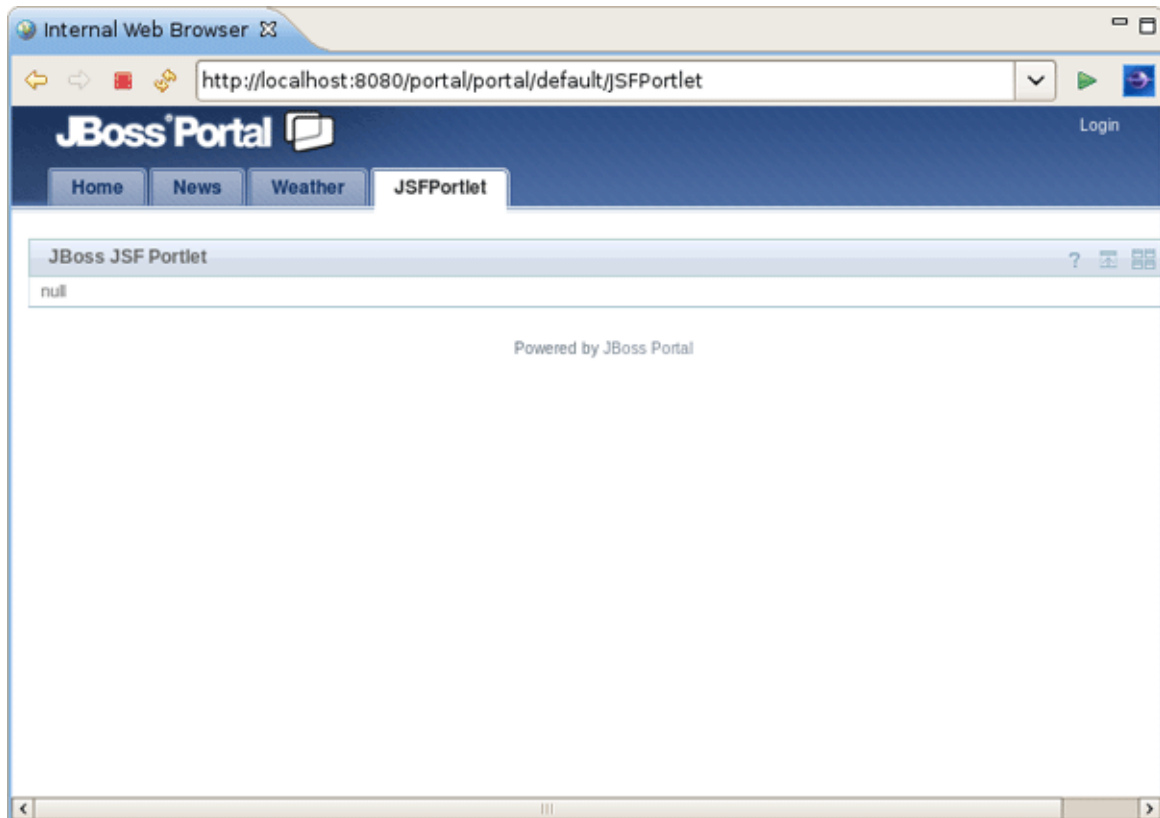 Internal Web Browser
http://localhost:8080/portal/portal/default/JSFPortlet
JBoss Portal
Login
Home News Weather JSFPortlet
JBoss JSF Portlet
?
null
Powered by JBoss Portal